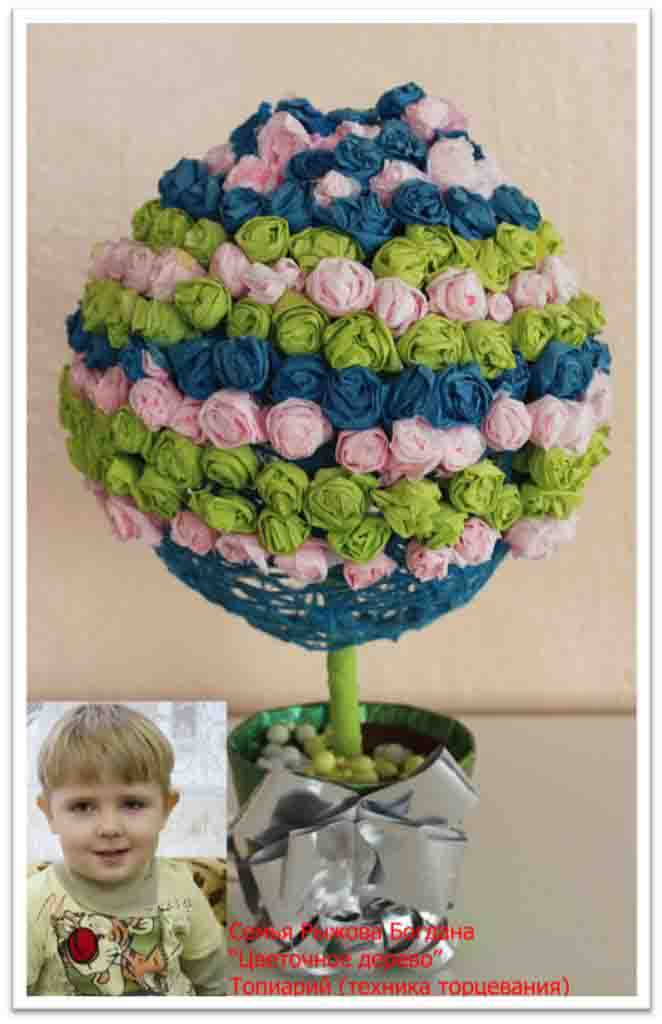 Семья Рыжова Богдана
"Цветочное дерево"
Топиарий (техника торцевания)